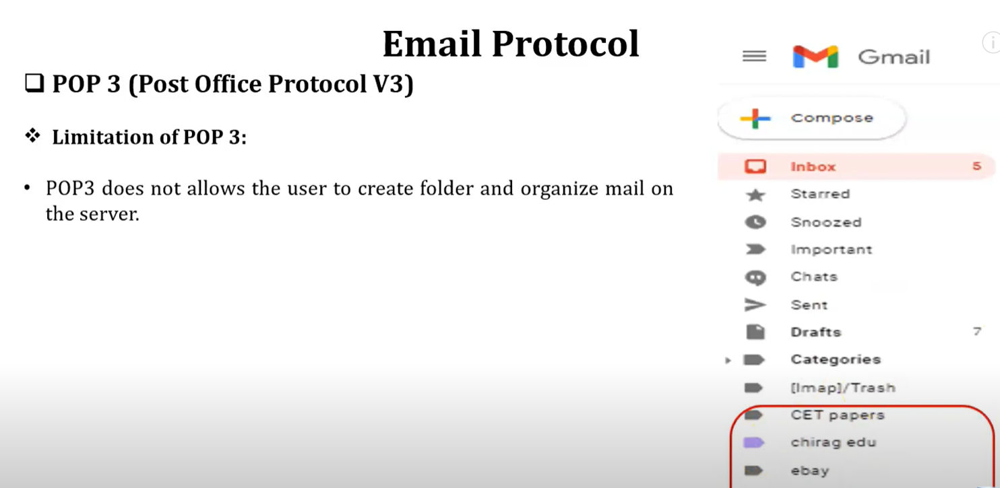 Email Protocol
POP 3 (Post Office Protocol V3)
Limitation of POP 3:
POP3 does not allows the user to create folder and organize mail on
the server.
Gmail
Compose
Inbox 5
Starred
Snoozed
Important
Chats
Sent
Drafts 7
Categories
[Imap]/Trash
CET papers
chirag edu
ebay